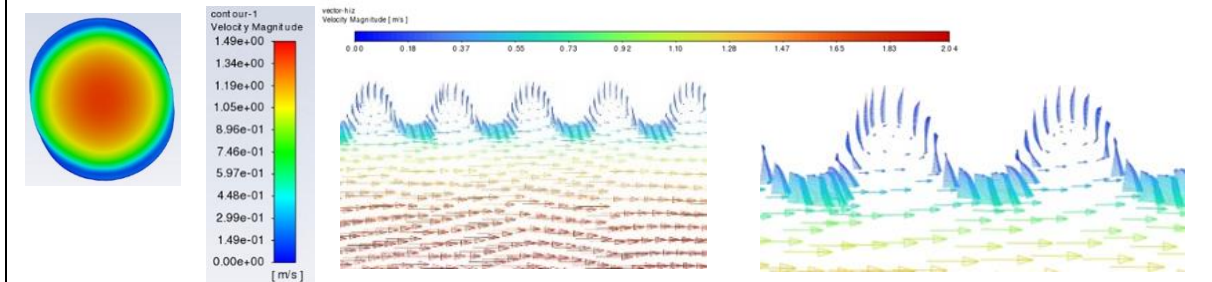 contour-1
Velocity Magnitude
1.49e+00
1.34e+00
1.19e+00
1.05e+00
8.96e-01
7.46e-01
5.97e-01
4.48e-01
2.99e-01
1.49e-01
0.00e+00
[ m/s ]
vector-hiz
Velocity Magnitude [ m/s ]
0.00 0.18 0.37 0.55 0.73 0.92 1.10 1.28 1.47 1.65 1.83 2.04